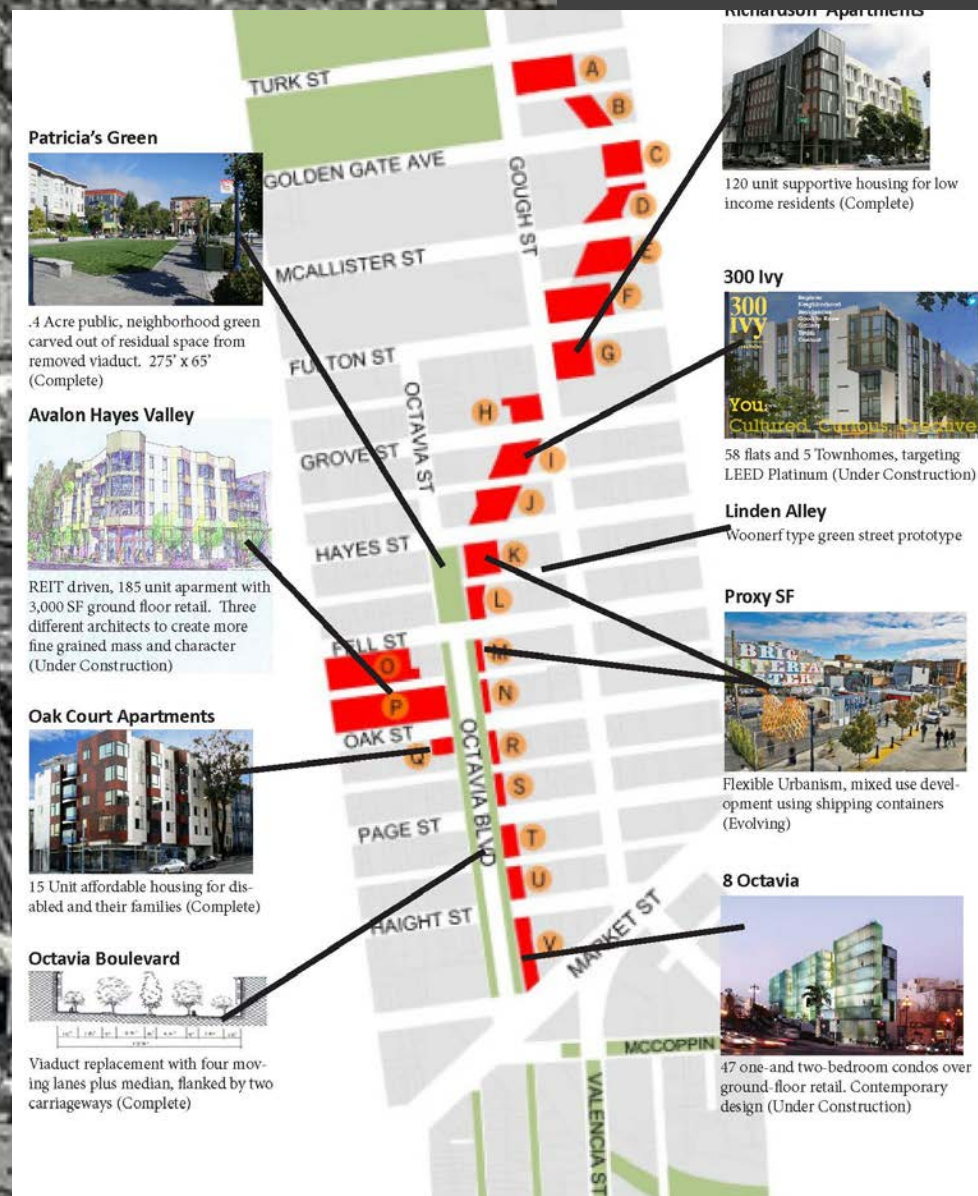 Patricia's Green
.4 Acre public, neighborhood green
carved out of residual space from
removed viaduct. 275' x 65'
(Complete)
Avalon Hayes Valley
REIT driven, 185 unit aparment with
3,000 SF ground floor retail. Three
different architects to create more
fine grained mass and character
(Under Construction)
Oak Court Apartments
15 Unit affordable housing for dis-
abled and their families (Complete)
Octavia Boulevard
Viaduct replacement with four mov-
ing lanes plus median, flanked by two
carriageways (Complete)
TURK ST
GOLDEN GATE AVE
GOUGH ST
MCALLISTER ST
FULTON ST
OCTAVIA ST
GROVE ST
HAYES ST
FELL ST
OAK ST
OCTAVIA BLVD
PAGE ST
HAIGHT ST
MARKET ST
MCCOPPIN
VALENCIA ST
A
B
C
D
E
F
G
H
I
J
K
L
M
N
O
P
Q
R
S
T
U
V
Richardson Apartments
120 unit supportive housing for low
income residents (Complete)
300 Ivy
300
IVY
You.
Cultured. Curious. Creative
58 flats and 5 Townhomes, targeting
LEED Platinum (Under Construction)
Linden Alley
Woonerf type green street prototype
Proxy SF
Flexible Urbanism, mixed use devel-
opment using shipping containers
(Evolving)
8 Octavia
47 one-and two-bedroom condos over
ground-floor retail. Contemporary
design (Under Construction)